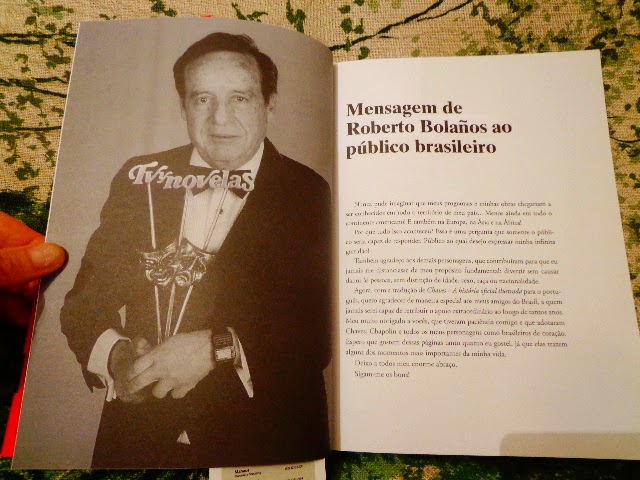 TVyNovelas
Mensagem de
Roberto Bolaños ao
público brasileiro
Nunca pude imaginar que meus programas e minhas obras chegariam a
ser conhecidos em todo o território de meu país... Menos ainda em todo o
continente americano! E também na Europa, na Ásia e na África!
Por que tudo isso aconteceu? Essa é uma pergunta que somente o públi-
co será capaz de responder. Público ao qual desejo expressar minha infinita
gratidão!
Também agradeço aos demais personagens, que contribuíram para que eu
jamais me distanciasse de meu propósito fundamental: divertir sem causar
dano às pessoas, sem distinção de idade, sexo, raça ou nacionalidade.
Agora, com a tradução de Chaves – A história oficial ilustrada para o portu-
guês, quero agradecer de maneira especial aos meus amigos do Brasil, a quem
jamais serei capaz de retribuir o apoio extraordinário ao longo de tantos anos.
Meu muito obrigado a vocês, que tiveram paciência comigo e que adotaram
Chaves, Chapolin e todos os meus personagens como brasileiros de coração.
Espero que gostem dessas páginas tanto quanto eu gostei, já que elas trazem
alguns dos momentos mais importantes da minha vida.
Deixo a todos meu enorme abraço.
Sigam-me os bons!